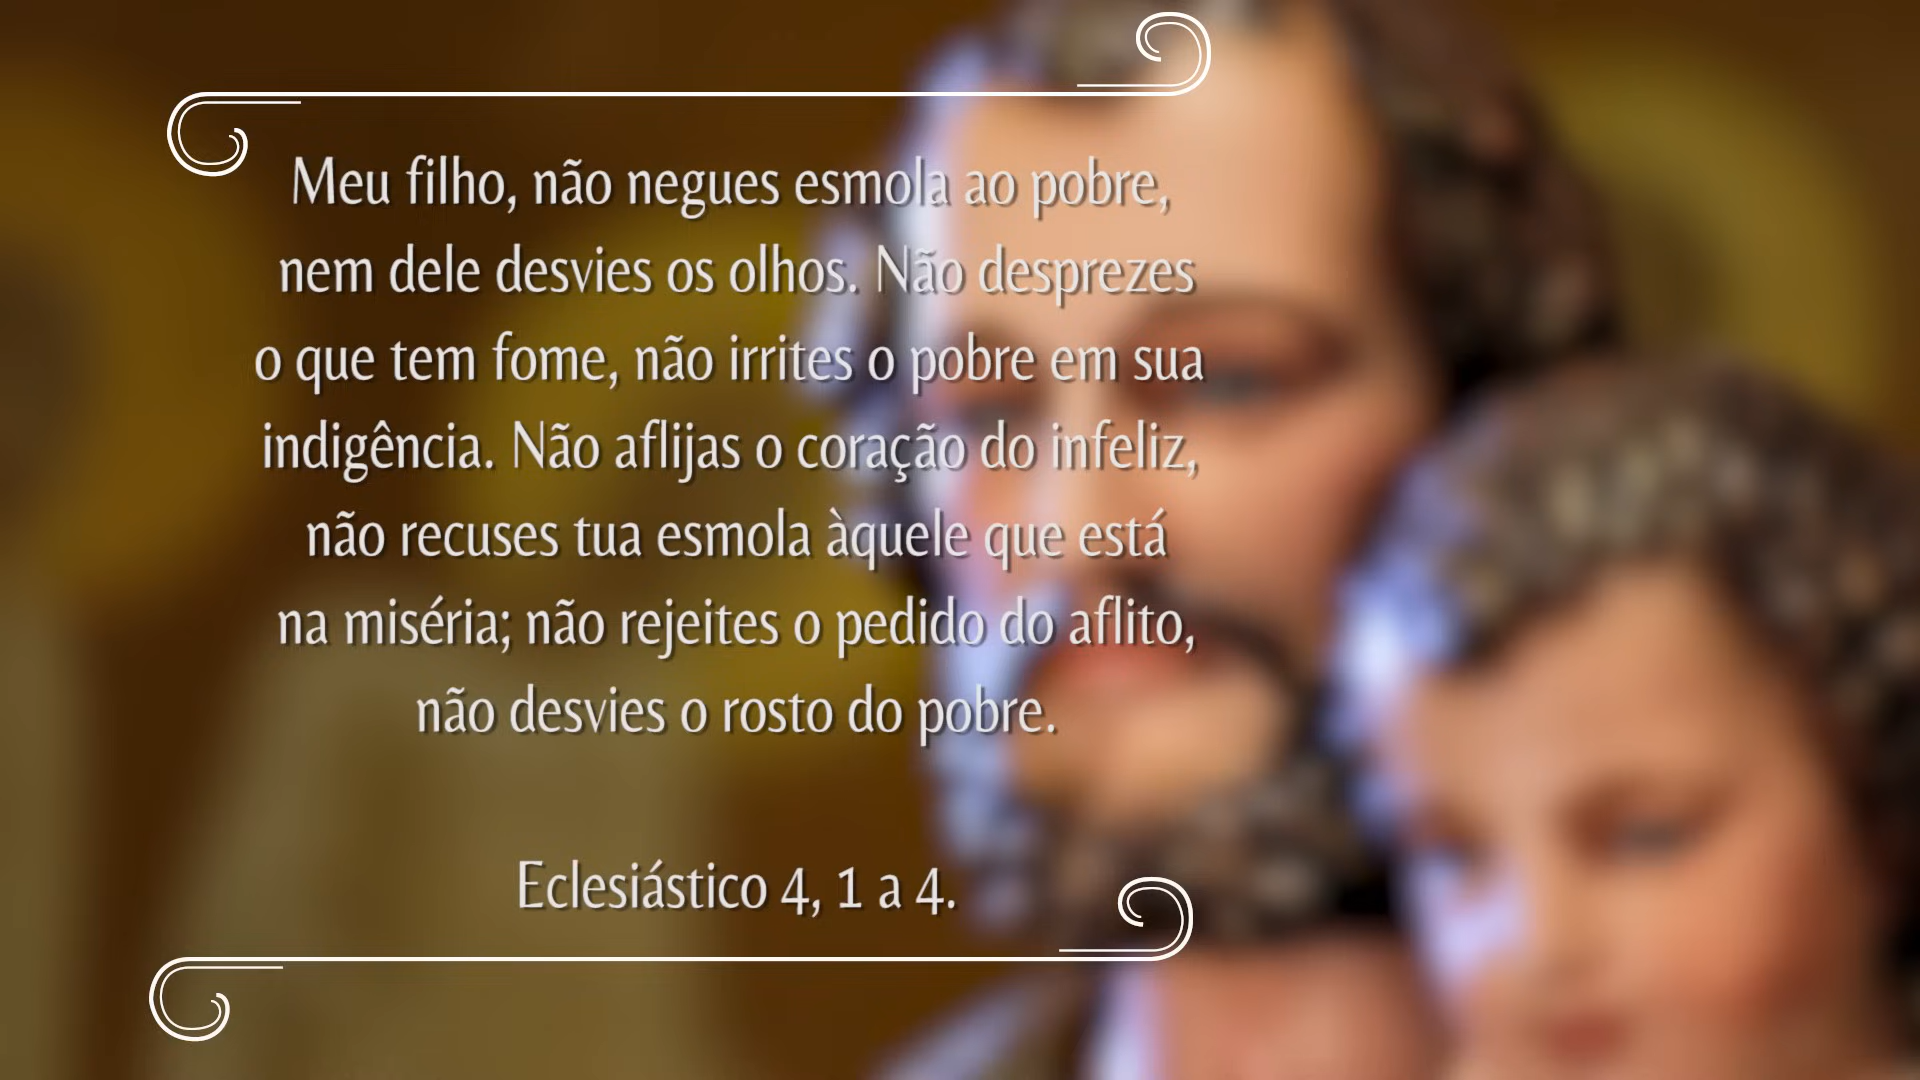 Meu filho, não negues esmola ao pobre,
nem dele desvies os olhos. Não desprezes
o que tem fome, não irrites o pobre em sua
indigência. Não aflijas o coração do infeliz,
não recuses tua esmola àquele que está
na miséria; não rejeites o pedido do aflito,
não desvies o rosto do pobre.
Eclesiástico 4, 1 a 4.